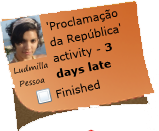 'Proclamação
da República'
activity - 3
days late
Finished
Ludmilla
Pessoa